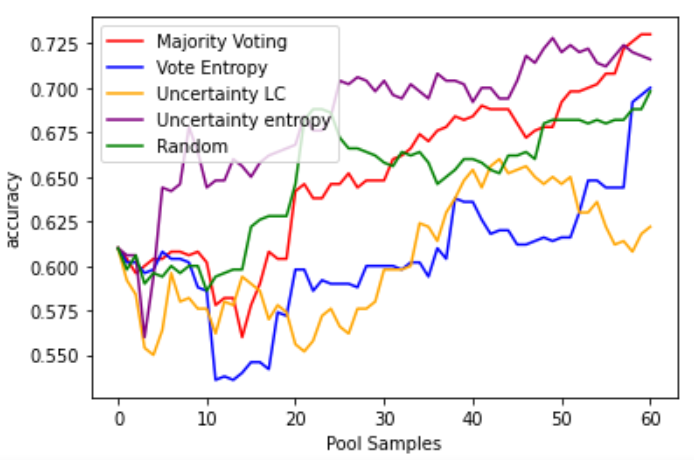 Majority Voting
Vote Entropy
Uncertainty LC
Uncertainty entropy
Random
0.725
0.700
0.675
0.650
0.625
0.600
0.575
0.550
accuracy
0 10 20 30 40 50 60
Pool Samples